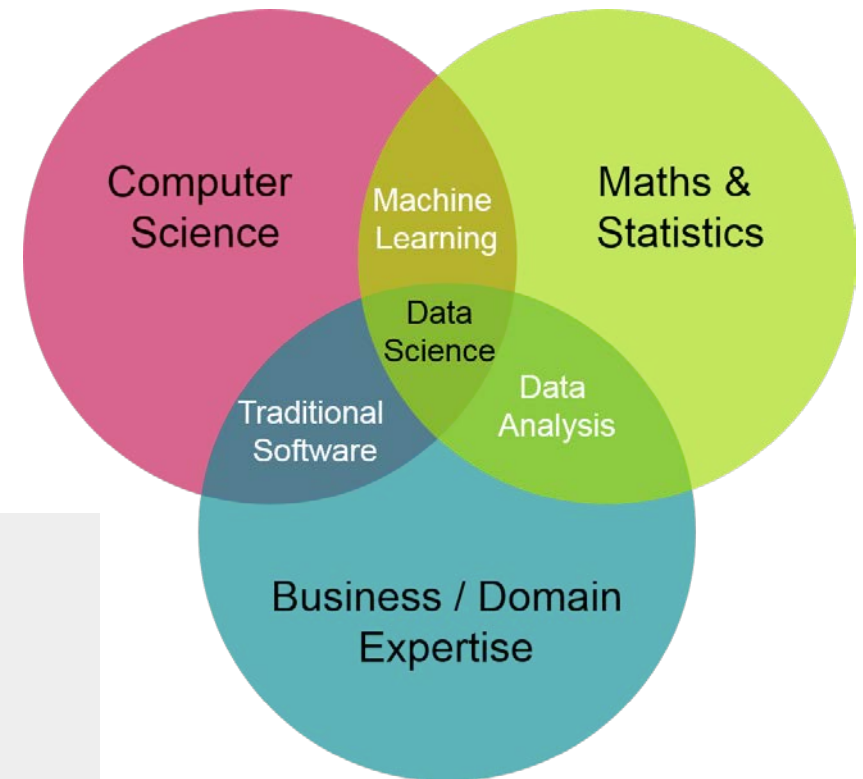 Computer
Science
Maths &
Statistics
Machine
Learning
Data
Science
Traditional
Software
Data
Analysis
Business / Domain
Expertise